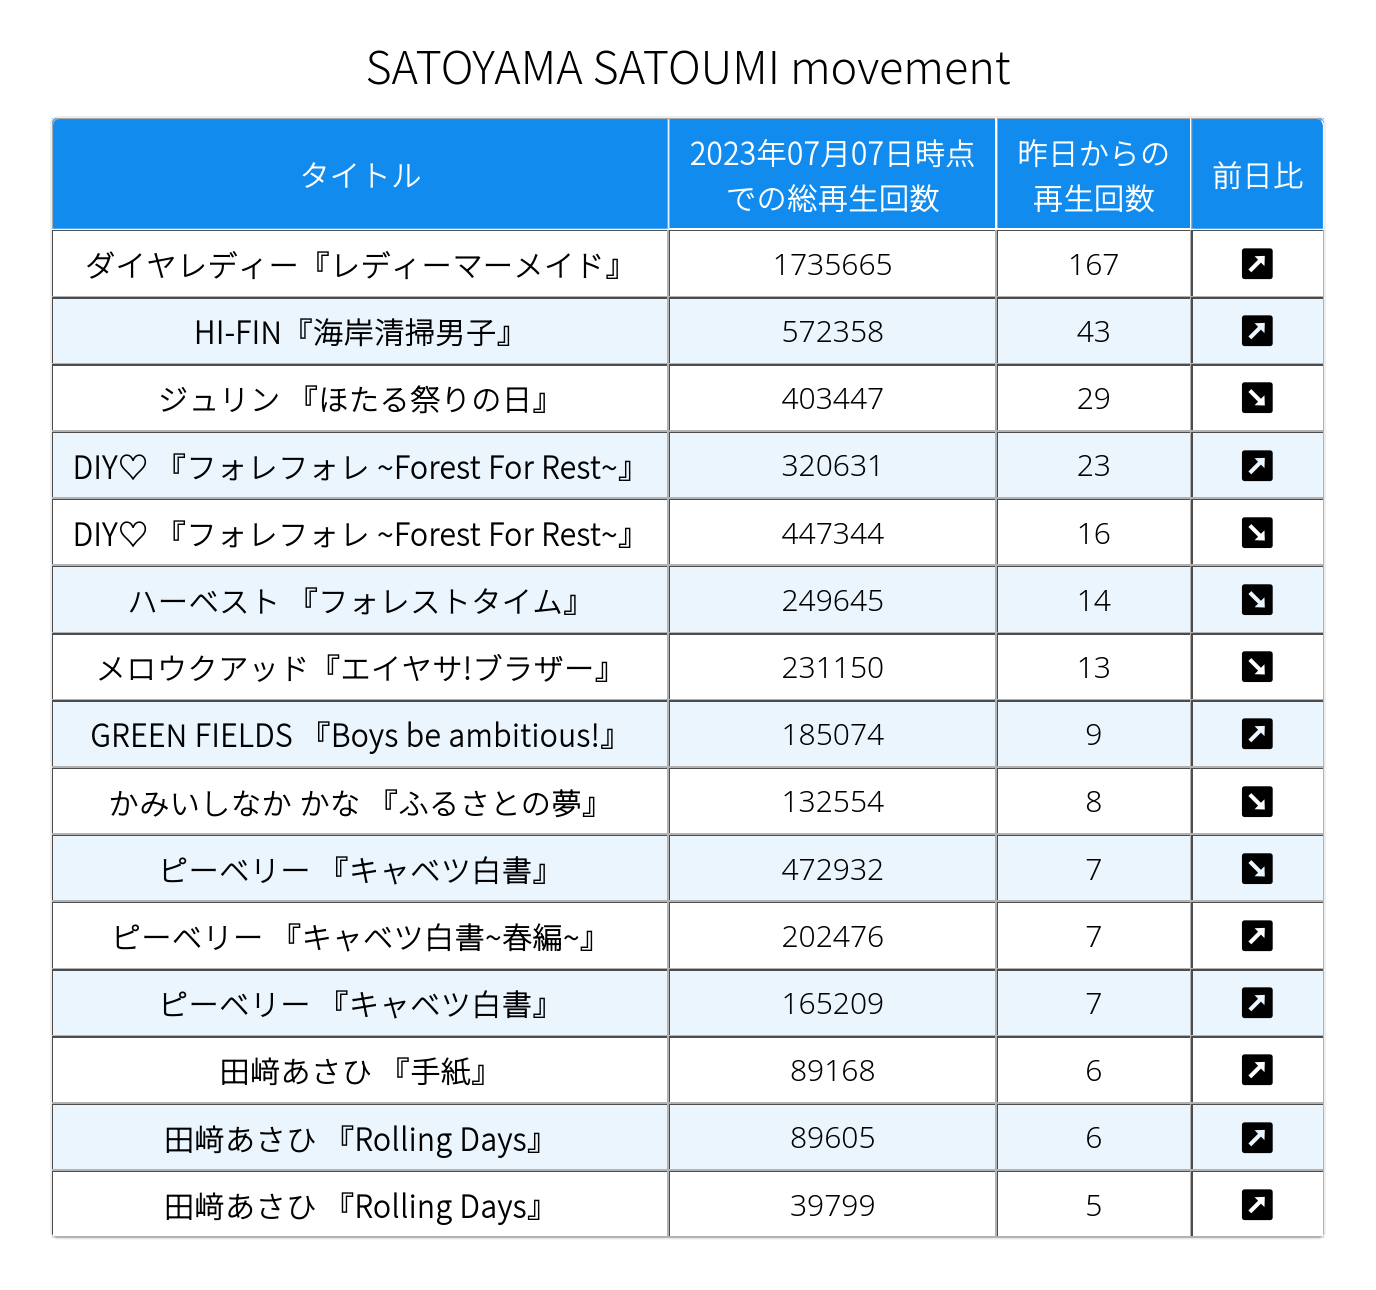 SATOYAMA SATOUMI movement
タイトル 2023年07月07日時点での総再生回数 昨日からの再生回数 前日比
ダイヤレディー『レディーマーメイド』 1735665 167 ↗
HI-FIN『海岸清掃男子』 572358 43 ↗
ジュリン 『ほたる祭りの日』 403447 29 ↘
DIY♡ 『フォレフォレ ~Forest For Rest~』 320631 23 ↗
DIY♡ 『フォレフォレ ~Forest For Rest~』 447344 16 ↘
ハーベスト 『フォレストタイム』 249645 14 ↘
メロウクアッド『エイヤサ!ブラザー』 231150 13 ↘
GREEN FIELDS 『Boys be ambitious!』 185074 9 ↗
かみいしなか かな 『ふるさとの夢』 132554 8 ↘
ピーベリー 『キャベツ白書』 472932 7 ↘
ピーベリー 『キャベツ白書~春編~』 202476 7 ↗
ピーベリー 『キャベツ白書』 165209 7 ↗
田﨑あさひ 『手紙』 89168 6 ↗
田﨑あさひ 『Rolling Days』 89605 6 ↗
田﨑あさひ 『Rolling Days』 39799 5 ↗